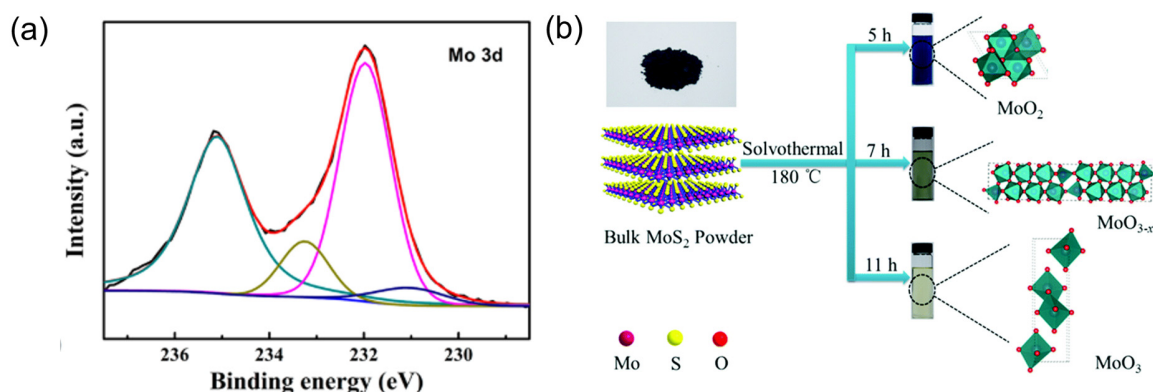 (a)
Mo 3d
Intensity (a.u.)
236
234
232
230
Binding energy (eV)
(b)
Bulk MoS₂ Powder
Solvothermal
180 ℃
5 h
7 h
11 h
MoO₂
MoO₃₋ₓ
MoO₃
Mo
S
O